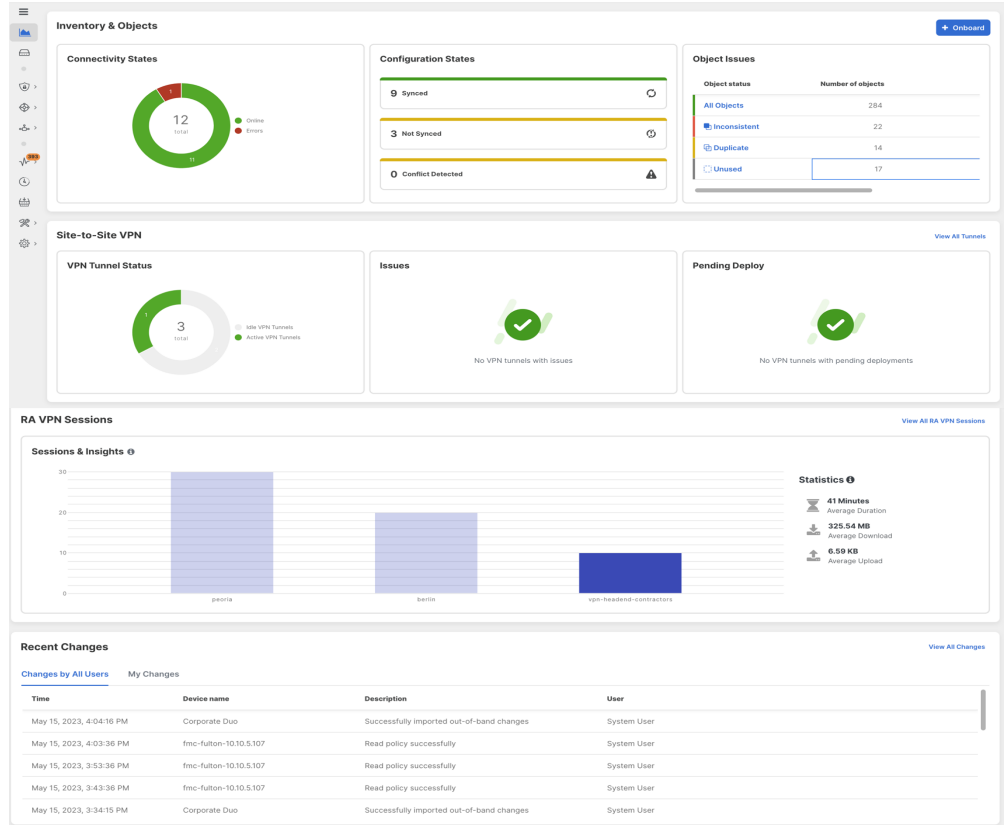 Inventory & Objects
+ Onboard
Connectivity States
1
12
total
11
Online
Errors
Configuration States
9 Synced
3 Not Synced
0 Conflict Detected
Object Issues
Object status Number of objects
All Objects 284
Inconsistent 22
Duplicate 14
Unused 17
Site-to-Site VPN
View All Tunnels
VPN Tunnel Status
1
3
total
Idle VPN Tunnels
Active VPN Tunnels
Issues
No VPN tunnels with issues
Pending Deploy
No VPN tunnels with pending deployments
RA VPN Sessions
View All RA VPN Sessions
Sessions & Insights
30
20
10
0
peoria berlin vpn-headend-contractors
Statistics
41 Minutes
Average Duration
325.54 MB
Average Download
6.59 KB
Average Upload
Recent Changes
View All Changes
Changes by All Users My Changes
Time Device name Description User
May 15, 2023, 4:04:16 PM Corporate Duo Successfully imported out-of-band changes System User
May 15, 2023, 4:03:36 PM fmc-fulton-10.10.5.107 Read policy successfully System User
May 15, 2023, 3:53:36 PM fmc-fulton-10.10.5.107 Read policy successfully System User
May 15, 2023, 3:43:36 PM fmc-fulton-10.10.5.107 Read policy successfully System User
May 15, 2023, 3:34:15 PM Corporate Duo Successfully imported out-of-band changes System User